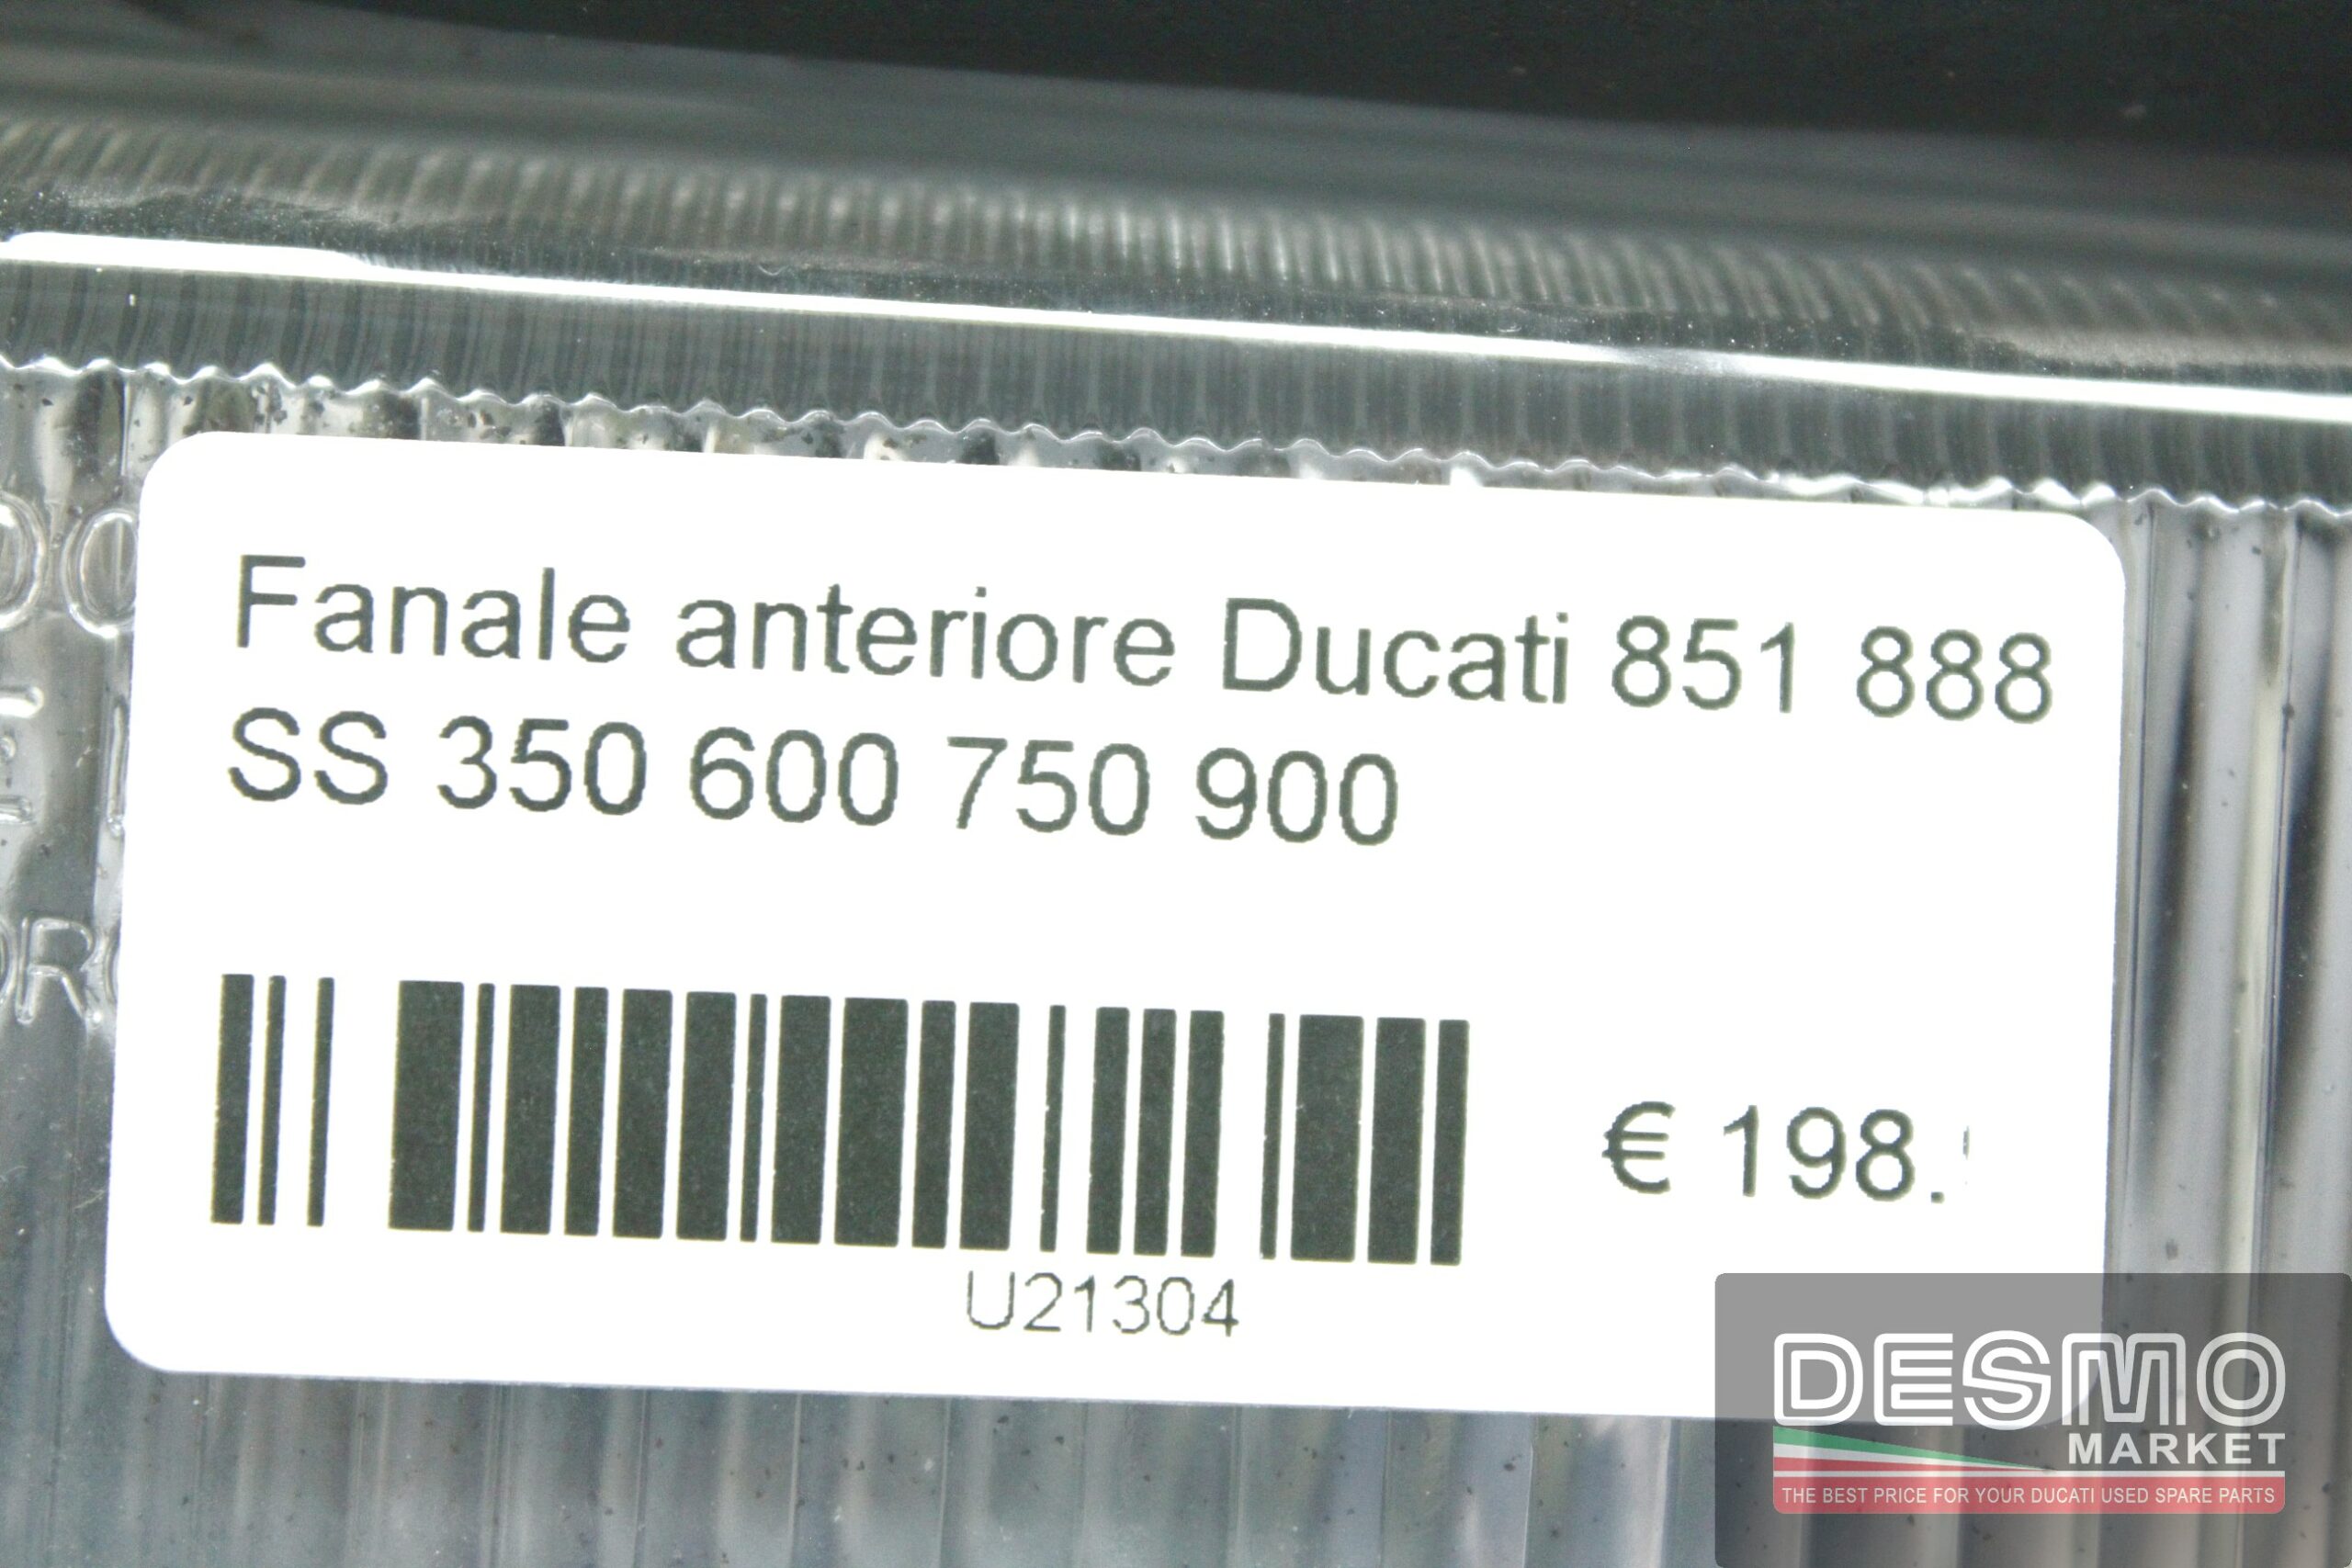 Fanale anteriore Ducati 851 888
SS 350 600 750 900
€ 198.
U21304
DESMO
MARKET
THE BEST PRICE FOR YOUR DUCATI USED SPARE PARTS